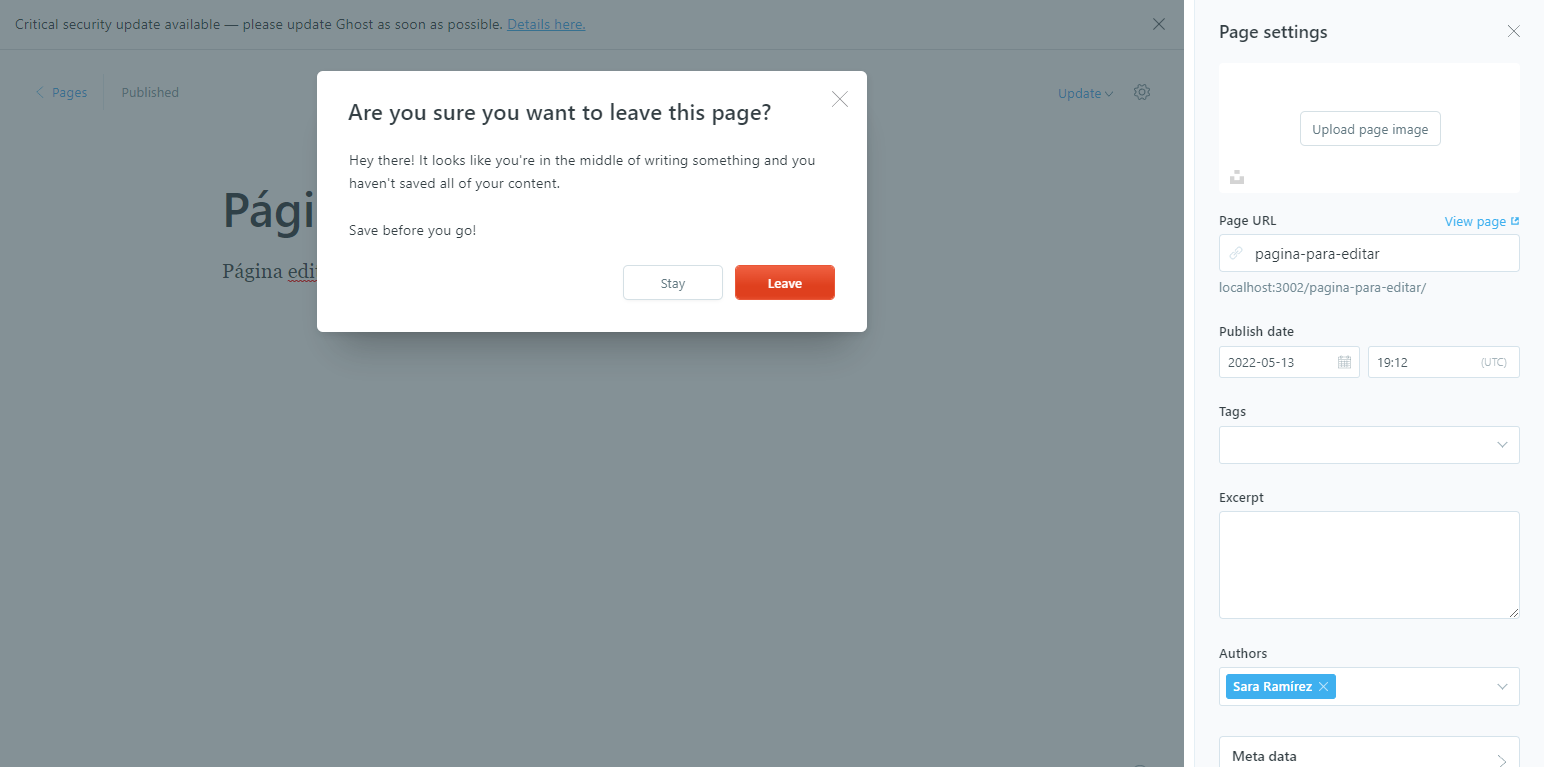 Critical security update available — please update Ghost as soon as possible. Details here.
Pages
Published
Update
Pági
Página
Are you sure you want to leave this page?
Hey there! It looks like you're in the middle of writing something and you
haven't saved all of your content.
Save before you go!
Stay
Leave
Page settings
Upload page image
Page URL
View page
pagina-para-editar
localhost:3002/pagina-para-editar/
Publish date
2022-05-13
19:12
(UTC)
Tags
Excerpt
Authors
Sara Ramírez
Meta data